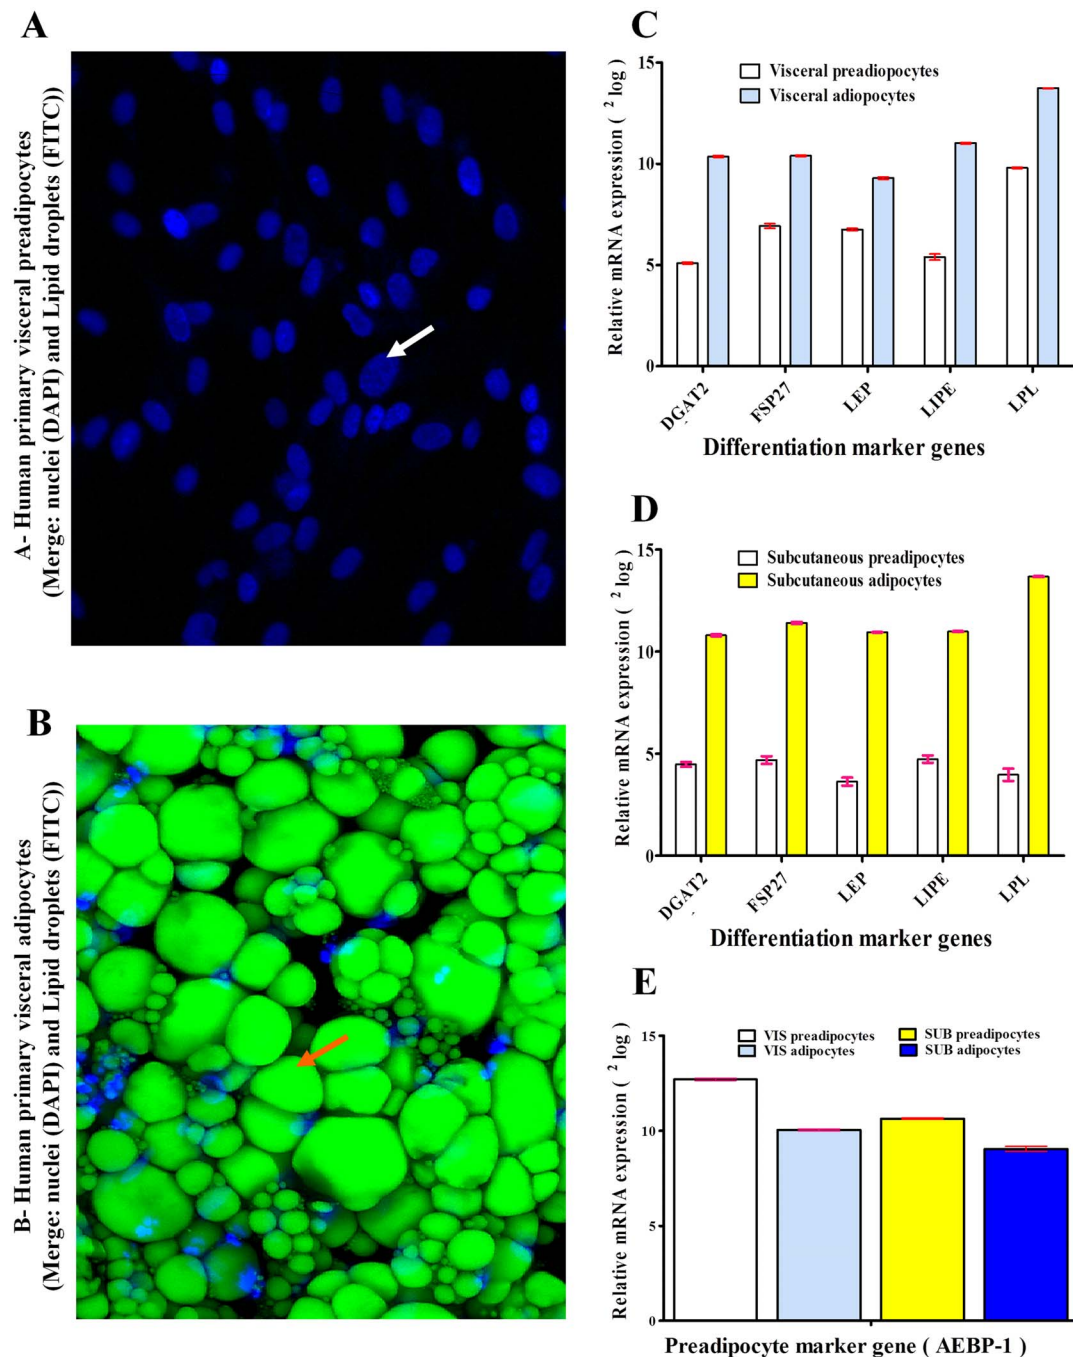 A
A- Human primary visceral preadipocytes
(Merge: nuclei (DAPI) and Lipid droplets (FITC))
B
B- Human primary visceral adipocytes
(Merge: nuclei (DAPI) and Lipid droplets (FITC))
C
Relative mRNA expression ( ² log )
15
10
5
0
Visceral preadiopocytes
Visceral adiopocytes
DGAT2
FSP27
LEP
LIPE
LPL
Differentiation marker genes
D
Relative mRNA expression ( ² log )
15
10
5
0
Subcutaneous preadipocytes
Subcutaneous adipocytes
DGAT2
FSP27
LEP
LIPE
LPL
Differentiation marker genes
E
Relative mRNA expression ( ² log )
15
10
5
0
VIS preadipocytes
VIS adipocytes
SUB preadipocytes
SUB adipocytes
Preadipocyte marker gene ( AEBP-1 )